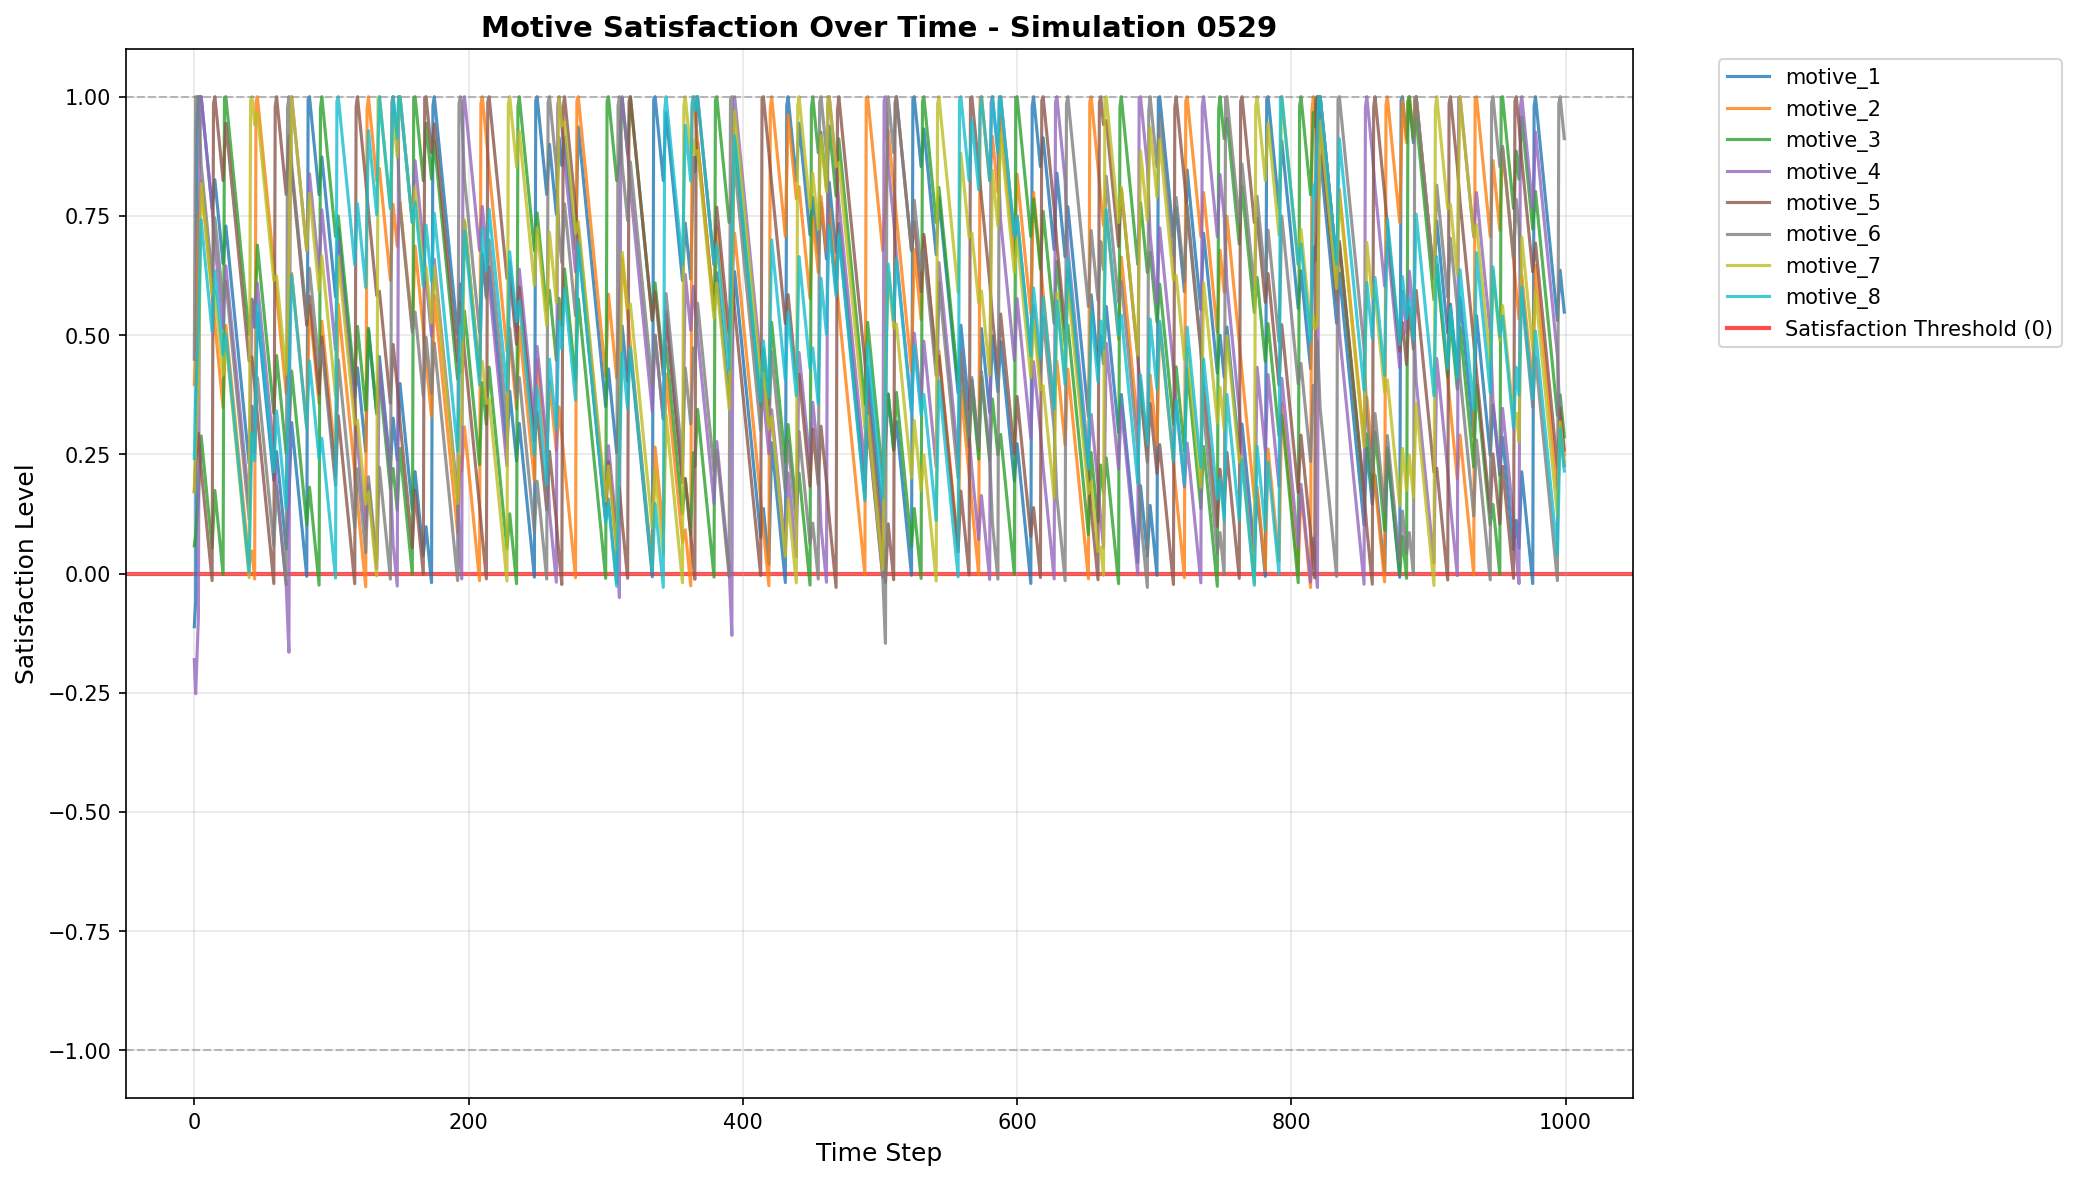 Motive Satisfaction Over Time - Simulation 0529
1.00
0.75
0.50
0.25
0.00
−0.25
−0.50
−0.75
−1.00
Satisfaction Level
0
200
400
600
800
1000
Time Step
motive_1
motive_2
motive_3
motive_4
motive_5
motive_6
motive_7
motive_8
Satisfaction Threshold (0)